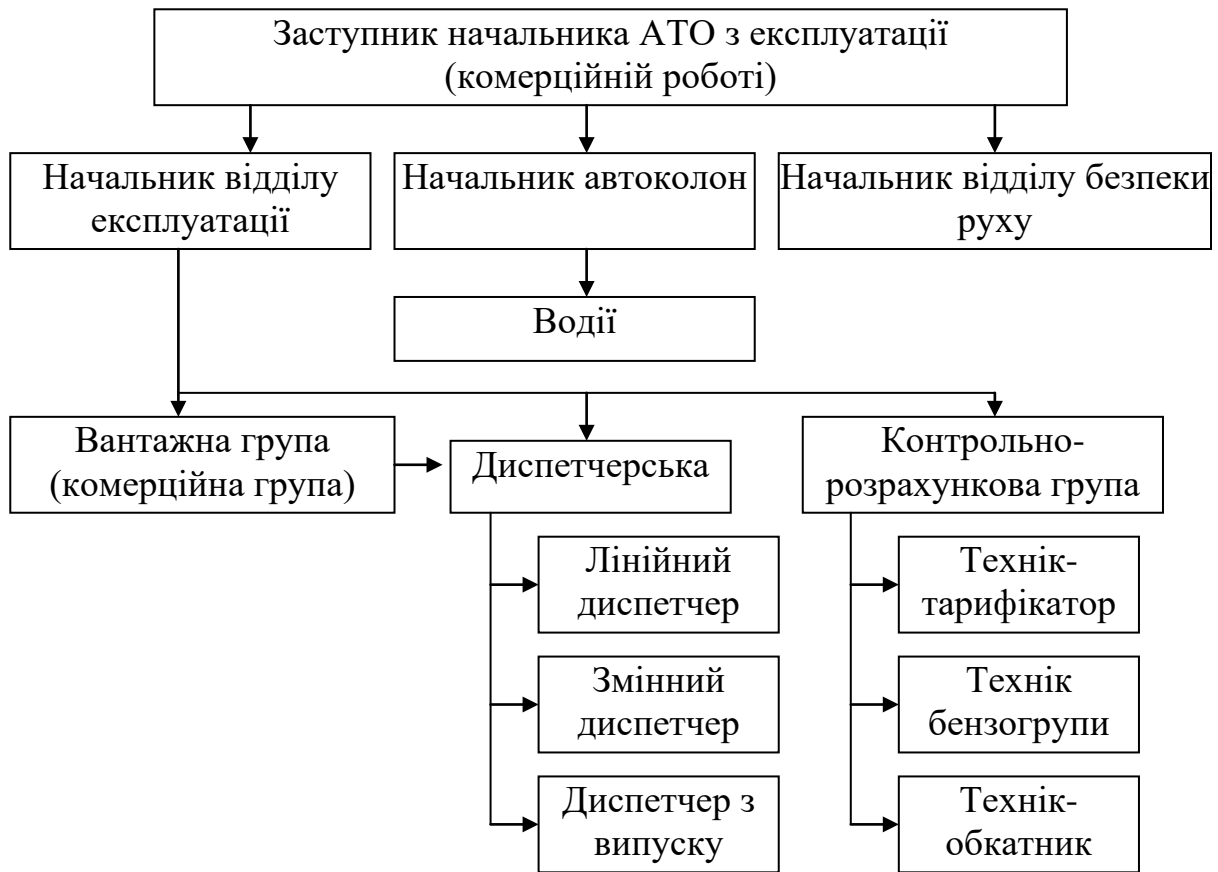 Заступник начальника АТО з експлуатації
(комерційній роботі)
Начальник відділу
експлуатації
Начальник автоколон
Начальник відділу безпеки
руху
Водії
Вантажна група
(комерційна група)
Диспетчерська
Контрольно-
розрахункова група
Лінійний
диспетчер
Технік-
тарифікатор
Змінний
диспетчер
Технік
бензогрупи
Диспетчер з
випуску
Технік-
обкатник